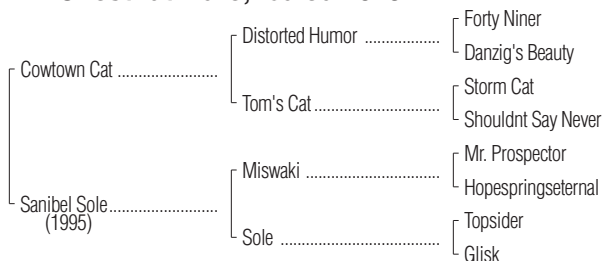 Forty Niner
Distorted Humor
Danzig's Beauty
Cowtown Cat
Storm Cat
Tom's Cat
Shouldnt Say Never
Mr. Prospector
Miswaki
Hopespringseternal
Sanibel Sole
(1995)
Topsider
Sole
Glisk